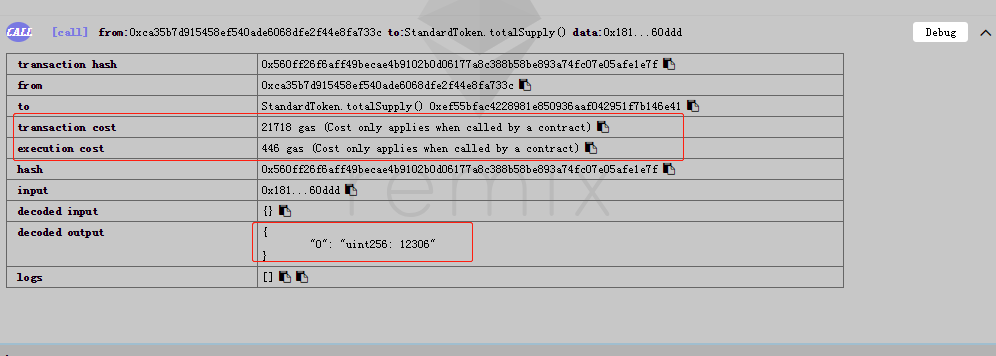 CALL [call] from:0xca35b7d915458ef540ade6068dfe2f44e8fa733c to:StandardToken.totalSupply() data:0x181...60ddd Debug
transaction hash 0x560ff26f6aff49becae4b9102b0d06177a8c388b58be893a74fc07e05afe1e7f
from 0xca35b7d915458ef540ade6068dfe2f44e8fa733c
to StandardToken.totalSupply() 0xef55bfac4228981e850936aaf042951f7b146e41
transaction cost 21718 gas (Cost only applies when called by a contract)
execution cost 446 gas (Cost only applies when called by a contract)
hash 0x560ff26f6aff49becae4b9102b0d06177a8c388b58be893a74fc07e05afe1e7f
input 0x181...60ddd
remix
decoded input {}
decoded output {
"0": "uint256: 12306"
}
logs []